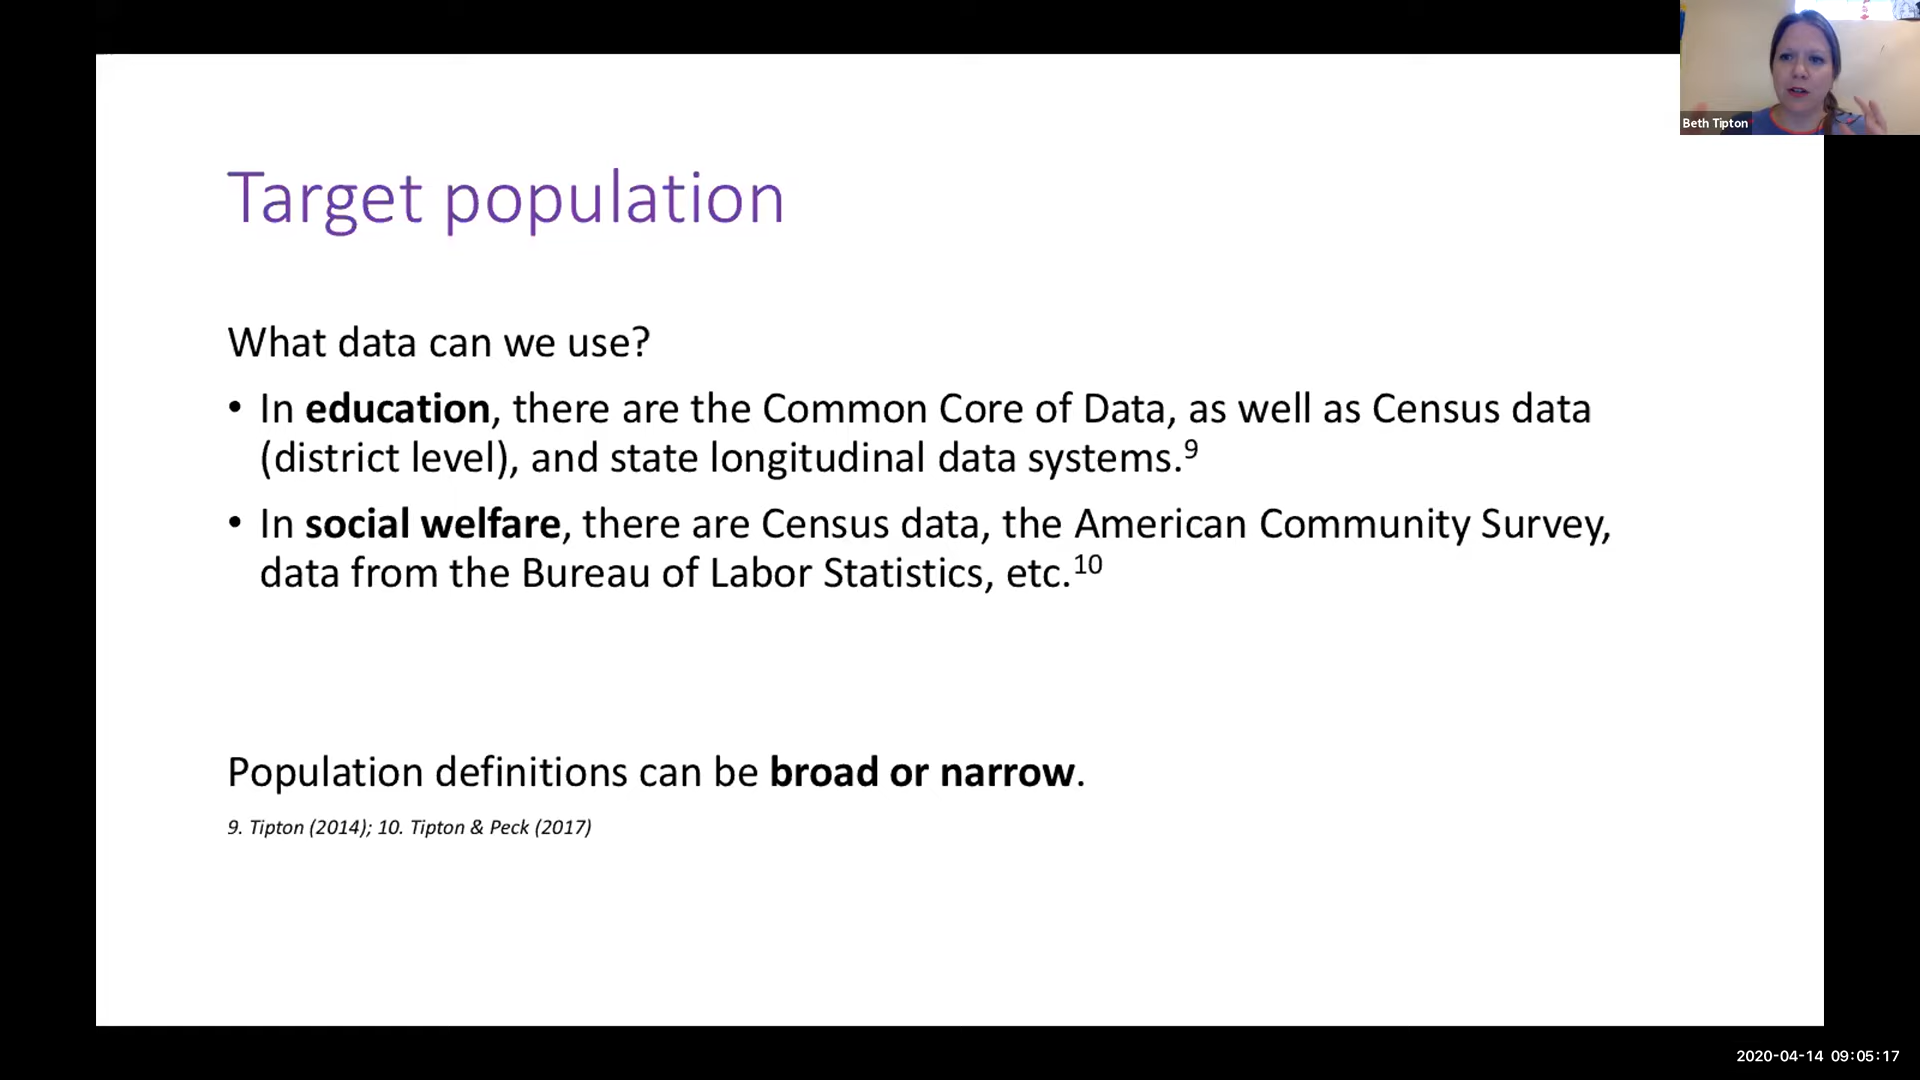 Beth Tipton
Target population
What data can we use?
• In education, there are the Common Core of Data, as well as Census data
(district level), and state longitudinal data systems.9
• In social welfare, there are Census data, the American Community Survey,
data from the Bureau of Labor Statistics, etc.10
Population definitions can be broad or narrow.
9. Tipton (2014); 10. Tipton & Peck (2017)
2020-04-14 09:05:17